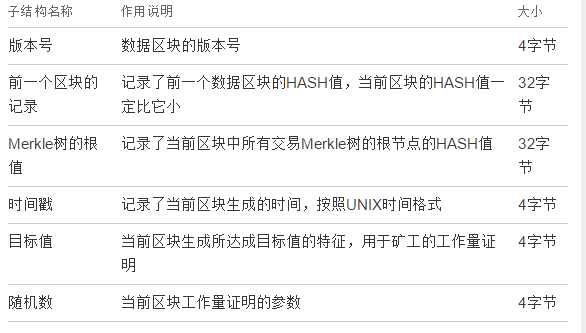 子结构名称 作用说明 大小
版本号 数据区块的版本号 4字节
前一个区块的 记录了前一个数据区块的HASH值，当前区块的HASH值一 32字
记录 定比它小 节
Merkle树的根 记录了当前区块中所有交易Merkle树的根节点的HASH值 32字
值 节
时间戳 记录了当前区块生成的时间，按照UNIX时间格式 4字节
目标值 当前区块生成所达成目标值的特征，用于矿工的工作量证 4字节
明
随机数 当前区块工作量证明的参数 4字节